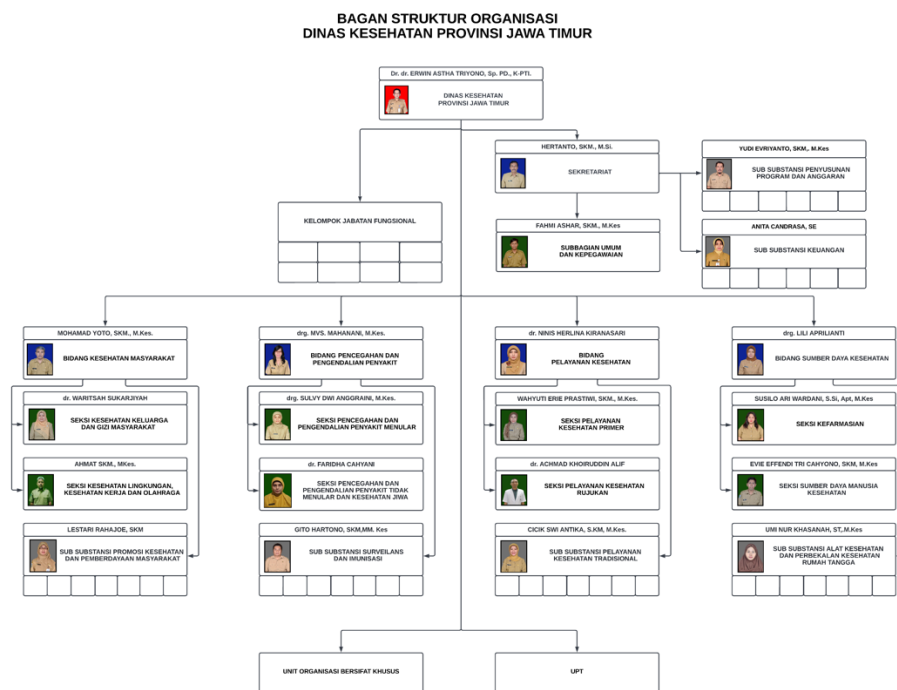 BAGAN STRUKTUR ORGANISASI
DINAS KESEHATAN PROVINSI JAWA TIMUR
Dr. dr. ERWIN ASTHA TRIYONO, Sp. PD., K-PTI.
DINAS KESEHATAN
PROVINSI JAWA TIMUR
HERTANTO, SKM., M.Si.
SEKRETARIAT
YUDI EVRIYANTO, SKM,. M.Kes
SUB SUBSTANSI PENYUSUNAN
PROGRAM DAN ANGGARAN
KELOMPOK JABATAN FUNGSIONAL
FAHMI ASHAR, SKM., M.Kes
SUBBAGIAN UMUM
DAN KEPEGAWAIAN
ANITA CANDRASA, SE
SUB SUBSTANSI KEUANGAN
MOHAMAD YOTO, SKM., M.Kes.
BIDANG KESEHATAN MASYARAKAT
dr. WARITSAH SUKARJIYAH
SEKSI KESEHATAN KELUARGA
DAN GIZI MASYARAKAT
AHMAT SKM., MKes.
SEKSI KESEHATAN LINGKUNGAN,
KESEHATAN KERJA DAN OLAHRAGA
LESTARI RAHAJOE, SKM
SUB SUBSTANSI PROMOSI KESEHATAN
DAN PEMBERDAYAAN MASYARAKAT
drg. MVS. MAHANANI, M.Kes.
BIDANG PENCEGAHAN DAN
PENGENDALIAN PENYAKIT
drg. SULVY DWI ANGGRAINI, M.Kes.
SEKSI PENCEGAHAN DAN
PENGENDALIAN PENYAKIT MENULAR
dr. FARIDHA CAHYANI
SEKSI PENCEGAHAN DAN
PENGENDALIAN PENYAKIT TIDAK
MENULAR DAN KESEHATAN JIWA
GITO HARTONO, SKM,MM. Kes
SUB SUBSTANSI SURVEILANS
DAN IMUNISASI
dr. NINIS HERLINA KIRANASARI
BIDANG
PELAYANAN KESEHATAN
WAHYUTI ERIE PRASTIWI, SKM., M.Kes.
SEKSI PELAYANAN
KESEHATAN PRIMER
dr. ACHMAD KHOIRUDDIN ALIF
SEKSI PELAYANAN KESEHATAN
RUJUKAN
CICIK SWI ANTIKA, S.KM, M.Kes.
SUB SUBSTANSI PELAYANAN
KESEHATAN TRADISIONAL
drg. LILI APRILIANTI
BIDANG SUMBER DAYA KESEHATAN
SUSILO ARI WARDANI, S.Si, Apt, M.Kes
SEKSI KEFARMASIAN
EVIE EFFENDI TRI CAHYONO, SKM, M.Kes
SEKSI SUMBER DAYA MANUSIA
KESEHATAN
UMI NUR KHASANAH, ST,.M.Kes
SUB SUBSTANSI ALAT KESEHATAN
DAN PERBEKALAN KESEHATAN
RUMAH TANGGA
UNIT ORGANISASI BERSIFAT KHUSUS
UPT